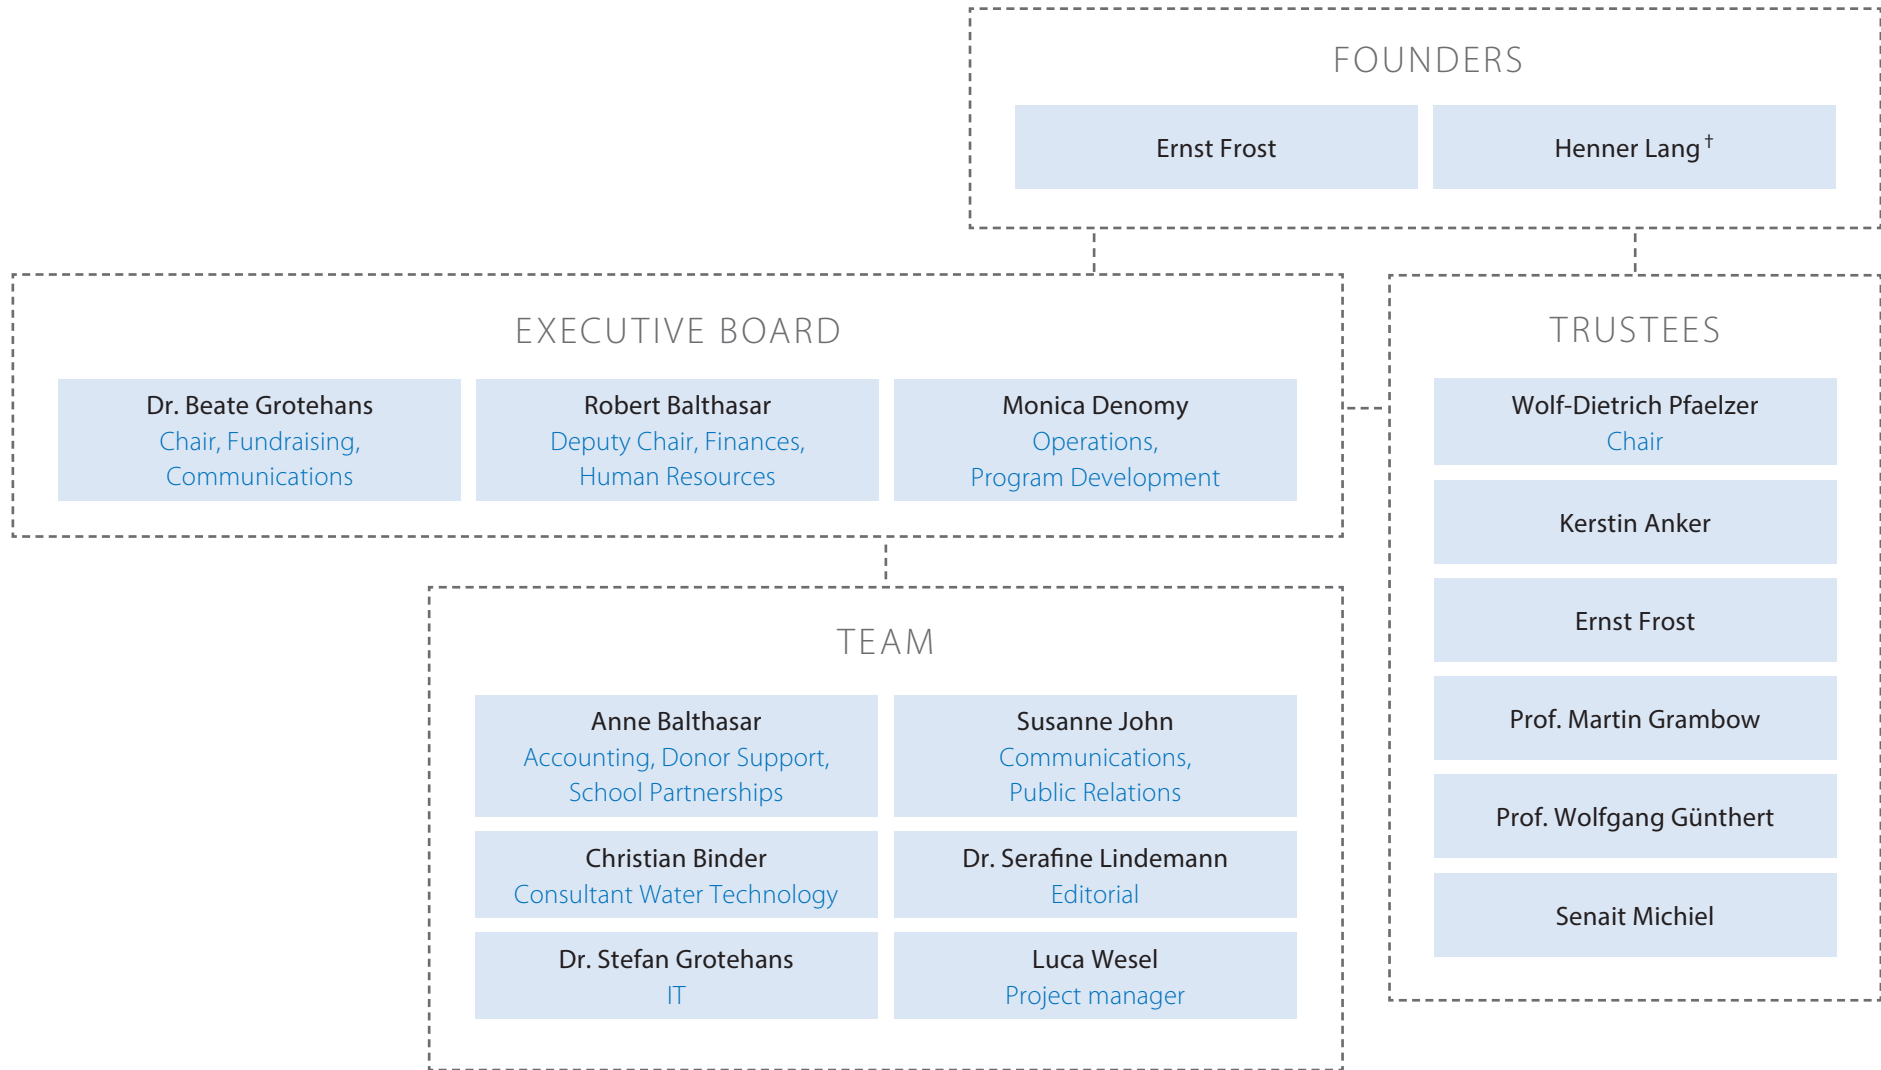 FOUNDERS
Ernst Frost
Henner Lang †
EXECUTIVE BOARD
Dr. Beate Grotehans
Chair, Fundraising,
Communications
Robert Balthasar
Deputy Chair, Finances,
Human Resources
Monica Denomy
Operations,
Program Development
TRUSTEES
Wolf-Dietrich Pfaelzer
Chair
Kerstin Anker
Ernst Frost
Prof. Martin Grambow
Prof. Wolfgang Günthert
Senait Michiel
TEAM
Anne Balthasar
Accounting, Donor Support,
School Partnerships
Susanne John
Communications,
Public Relations
Christian Binder
Consultant Water Technology
Dr. Serafine Lindemann
Editorial
Dr. Stefan Grotehans
IT
Luca Wesel
Project manager